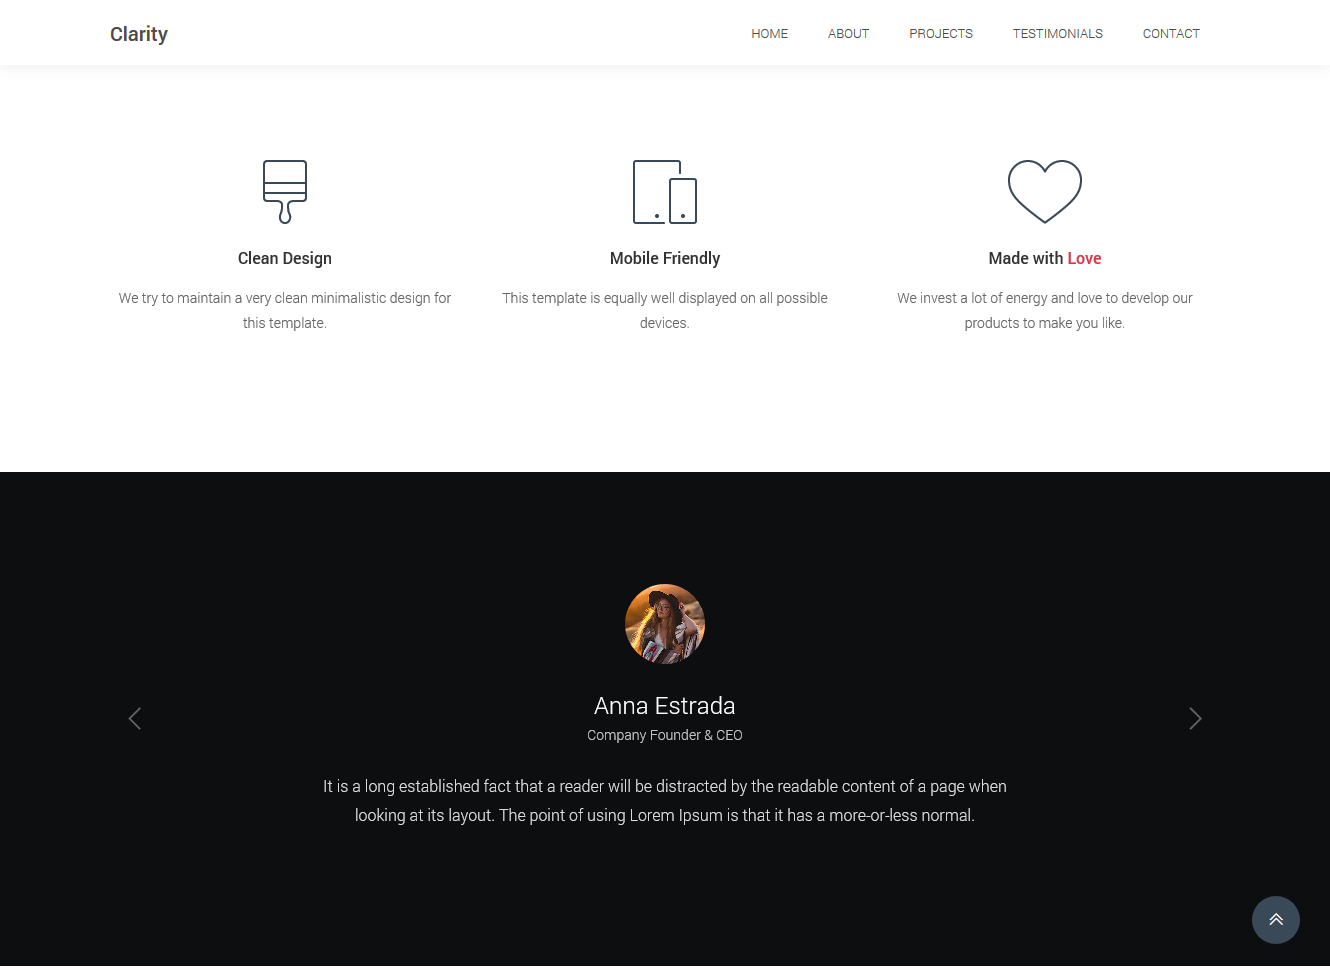 Clarity
HOME
ABOUT
PROJECTS
TESTIMONIALS
CONTACT
Clean Design
We try to maintain a very clean minimalistic design for
this template.
Mobile Friendly
This template is equally well displayed on all possible
devices.
Made with Love
We invest a lot of energy and love to develop our
products to make you like.
Anna Estrada
Company Founder & CEO
It is a long established fact that a reader will be distracted by the readable content of a page when
looking at its layout. The point of using Lorem Ipsum is that it has a more-or-less normal.